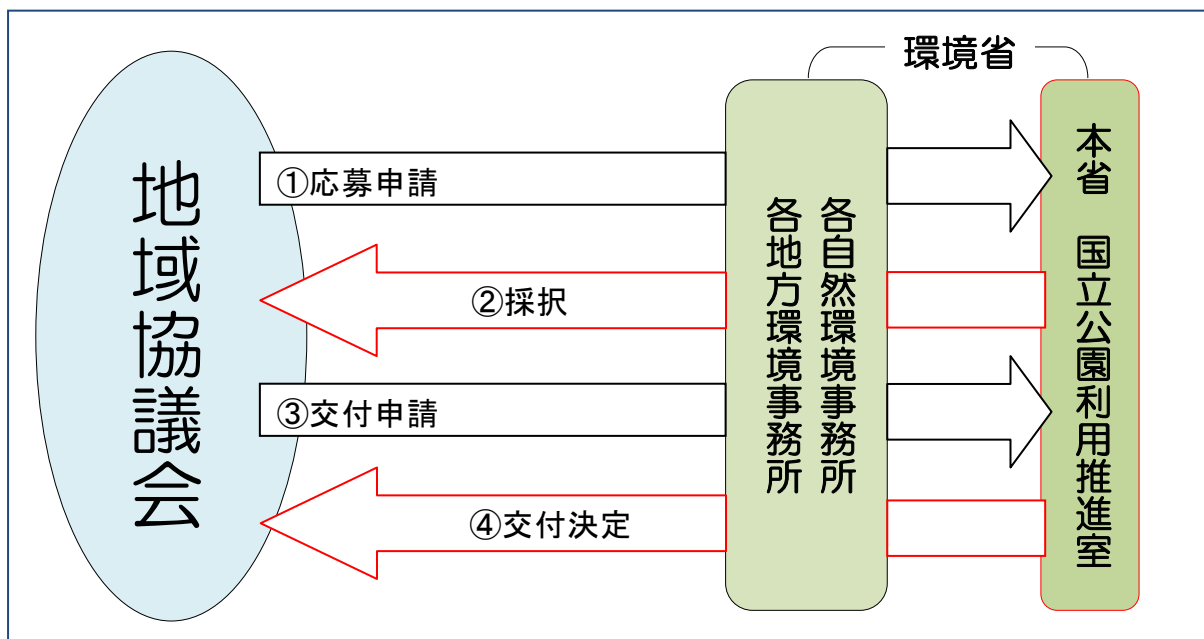 環境省
地域協議会
①応募申請
②採択
③交付申請
④交付決定
各自然環境事務所
各地方環境事務所
本省 国立公園利用推進室